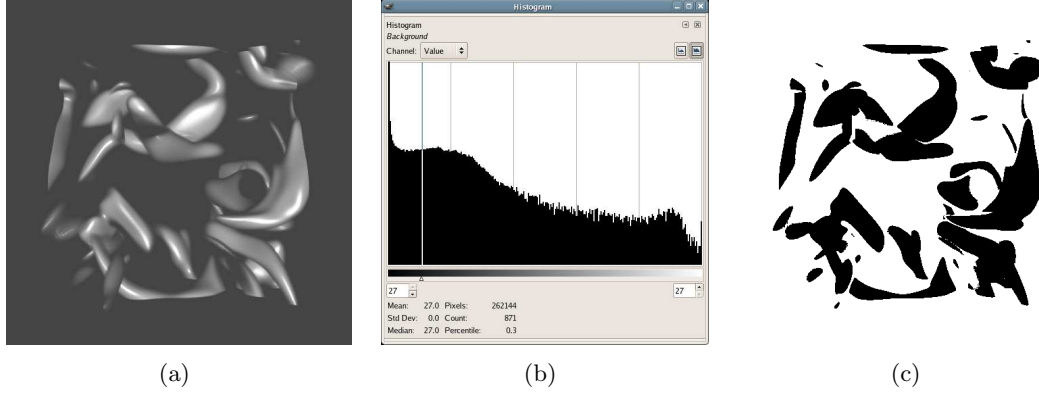 Histogram
Histogram
Background
Channel: Value
27
27
Mean: 27.0 Pixels: 262144
Std Dev: 0.0 Count: 871
Median: 27.0 Percentile: 0.3
(a)
(b)
(c)